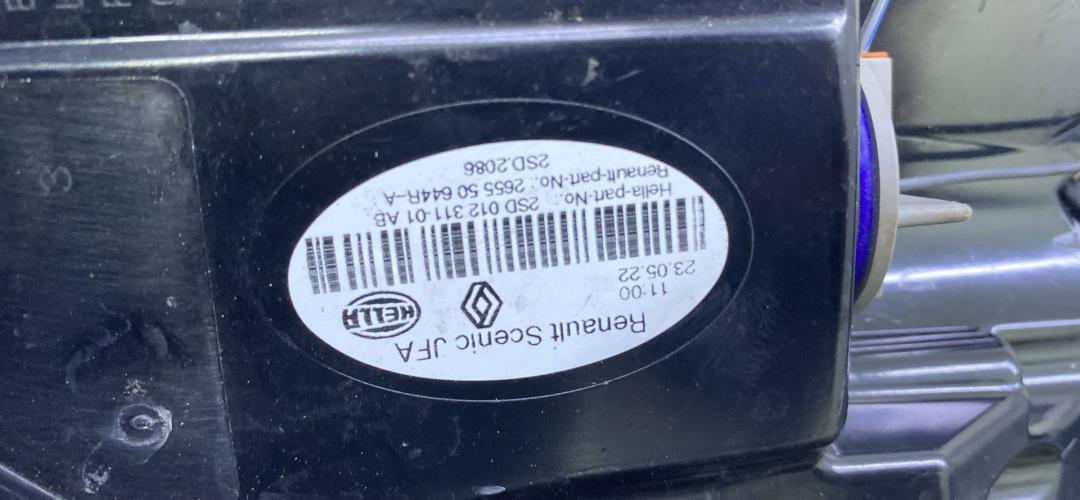 Renault Scenic JFA
11:00
23.05.22
HELLA
Hella-part-No.: 2SD 012 311-01 AB
Renault-part-No.: 2655 50 644R-A
2SD.2086